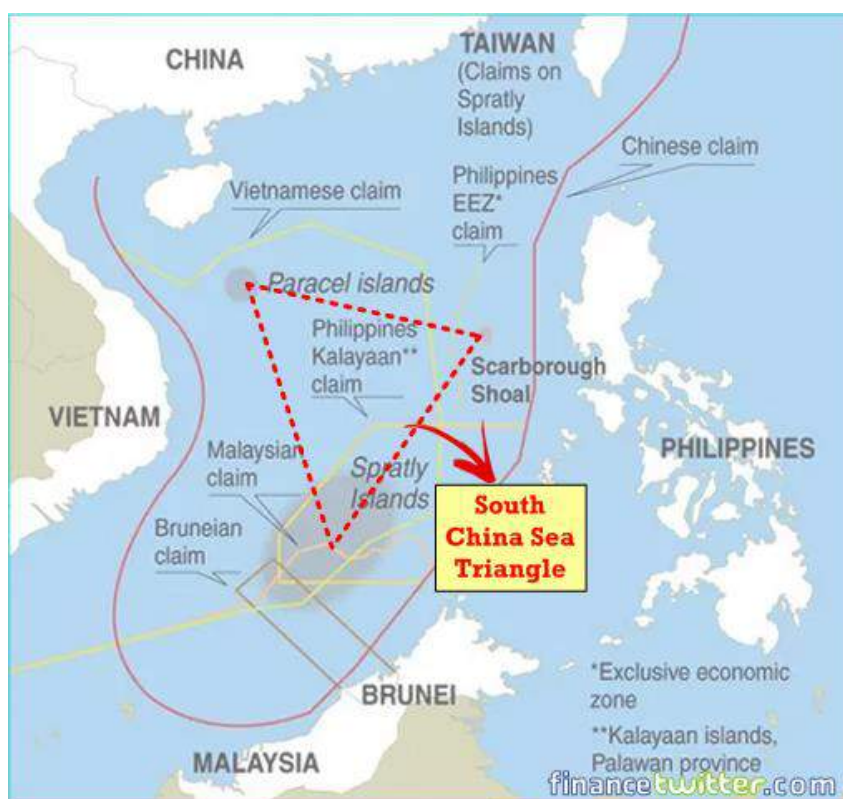 TAIWAN
(Claims on
Spratly
Islands)
CHINA
Chinese claim
Philippines
EEZ*
claim
Vietnamese claim
Paracel islands
Philippines
Kalayaan**
claim
Scarborough
Shoal
VIETNAM
PHILIPPINES
Malaysian
claim
Spratly
Islands
Bruneian
claim
South
China Sea
Triangle
*Exclusive economic
zone
BRUNEI
**Kalayaan islands,
Palawan province
MALAYSIA
financetwitter.com